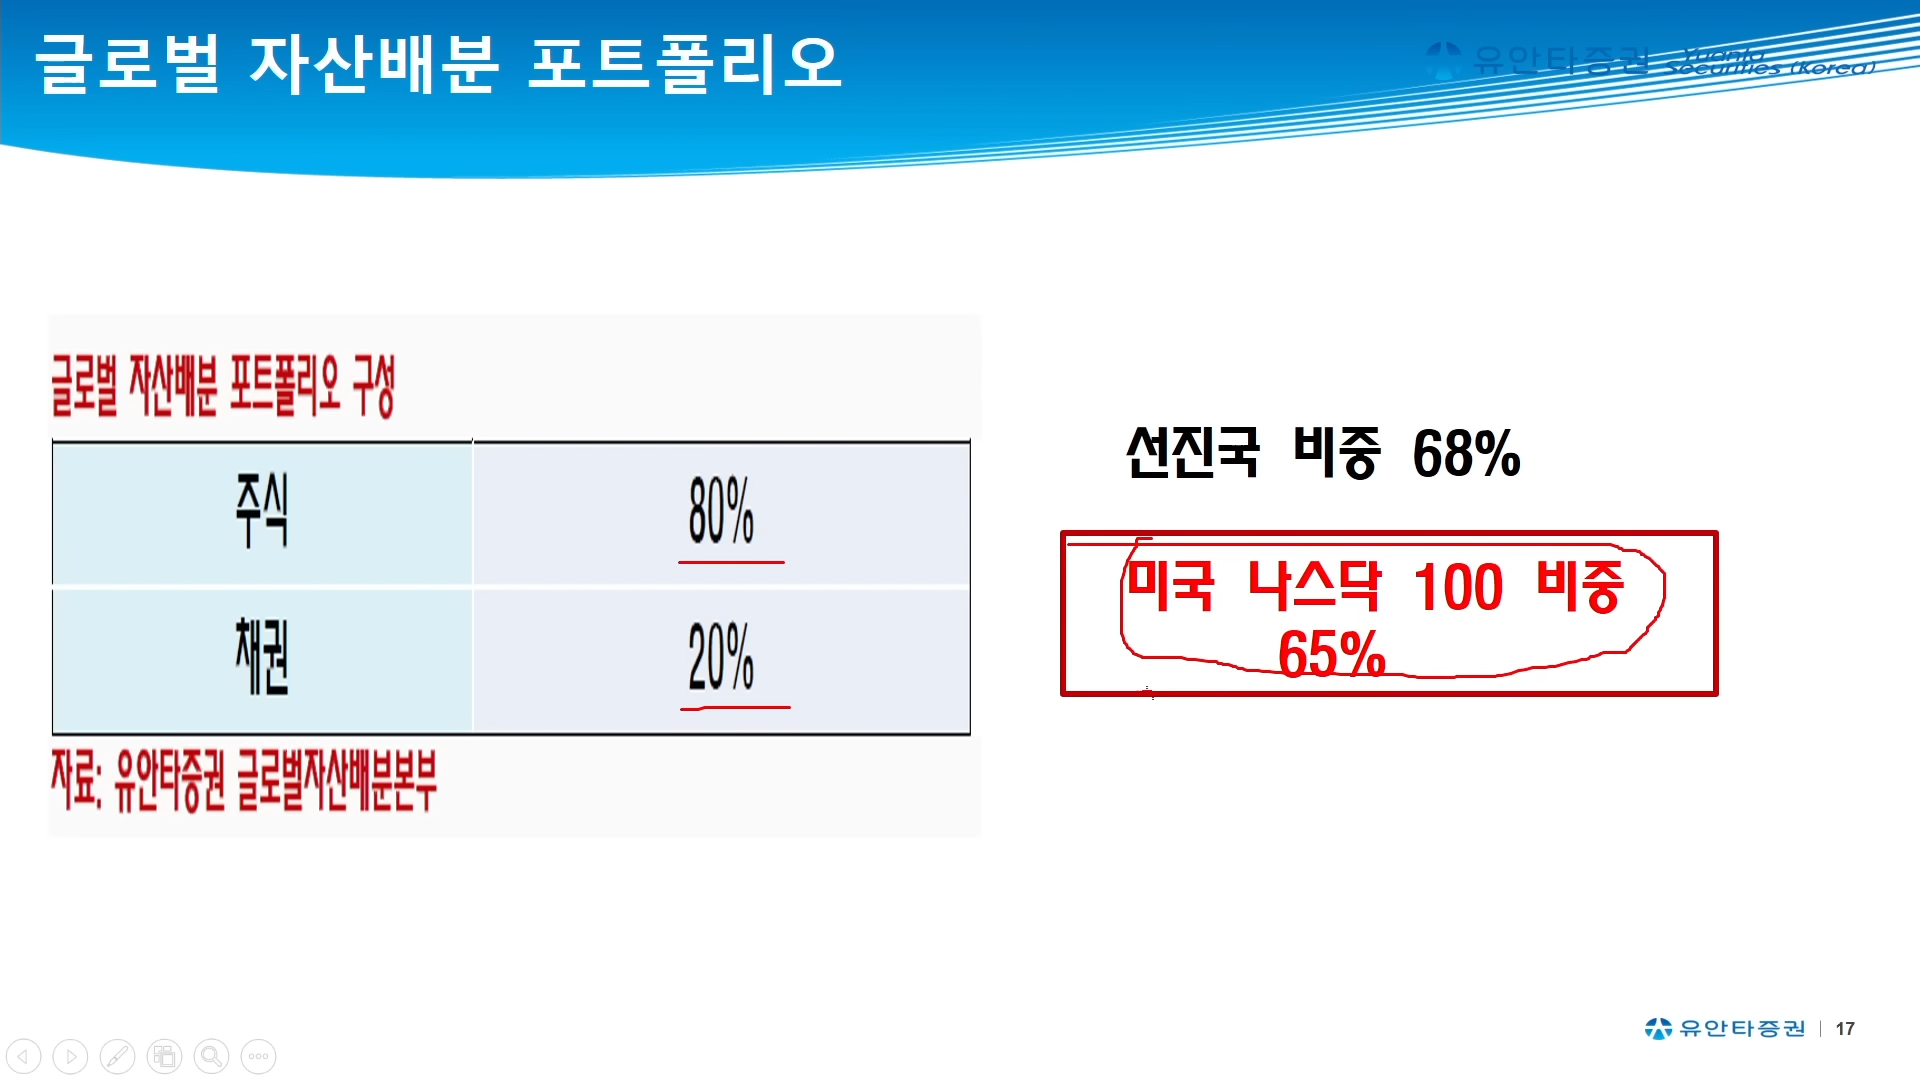 글로벌 자산배분 포트폴리오
유안타증권 Yuanta Securities (Korea)
글로벌 자산배분 포트폴리오 구성
주식 80%
채권 20%
자료: 유안타증권 글로벌자산배분본부
선진국 비중 68%
미국 나스닥 100 비중
65%
유안타증권 | 17